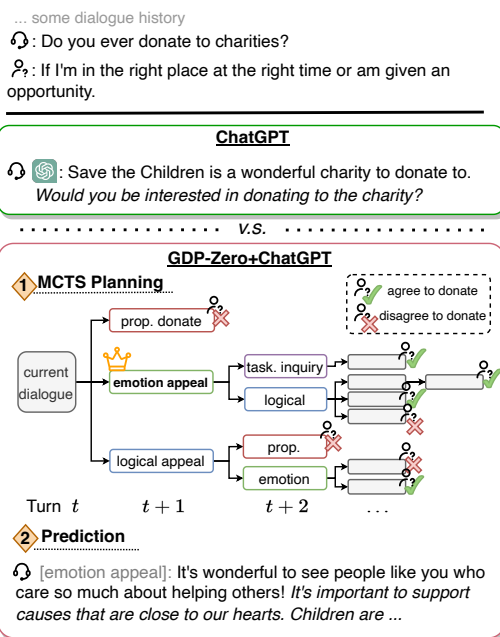 ... some dialogue history
: Do you ever donate to charities?
: If I'm in the right place at the right time or am given an
opportunity.
ChatGPT
: Save the Children is a wonderful charity to donate to.
Would you be interested in donating to the charity?
v.s.
GDP-Zero+ChatGPT
1 MCTS Planning
agree to donate
disagree to donate
prop. donate
current
dialogue
emotion appeal
task. inquiry
logical
logical appeal
prop.
emotion
Turn t t + 1 t + 2 ...
2 Prediction
[emotion appeal]: It's wonderful to see people like you who
care so much about helping others! It's important to support
causes that are close to our hearts. Children are ...